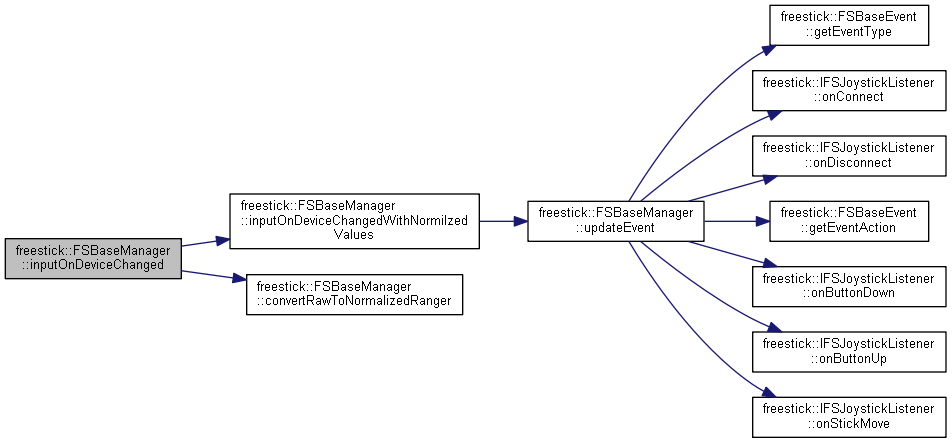 freestick::FSBaseManager
::inputOnDeviceChanged
freestick::FSBaseManager
::inputOnDeviceChangedWithNormilzed
Values
freestick::FSBaseManager
::convertRawToNormalizedRanger
freestick::FSBaseManager
::updateEvent
freestick::FSBaseEvent
::getEventType
freestick::IFSJoystickListener
::onConnect
freestick::IFSJoystickListener
::onDisconnect
freestick::FSBaseEvent
::getEventAction
freestick::IFSJoystickListener
::onButtonDown
freestick::IFSJoystickListener
::onButtonUp
freestick::IFSJoystickListener
::onStickMove